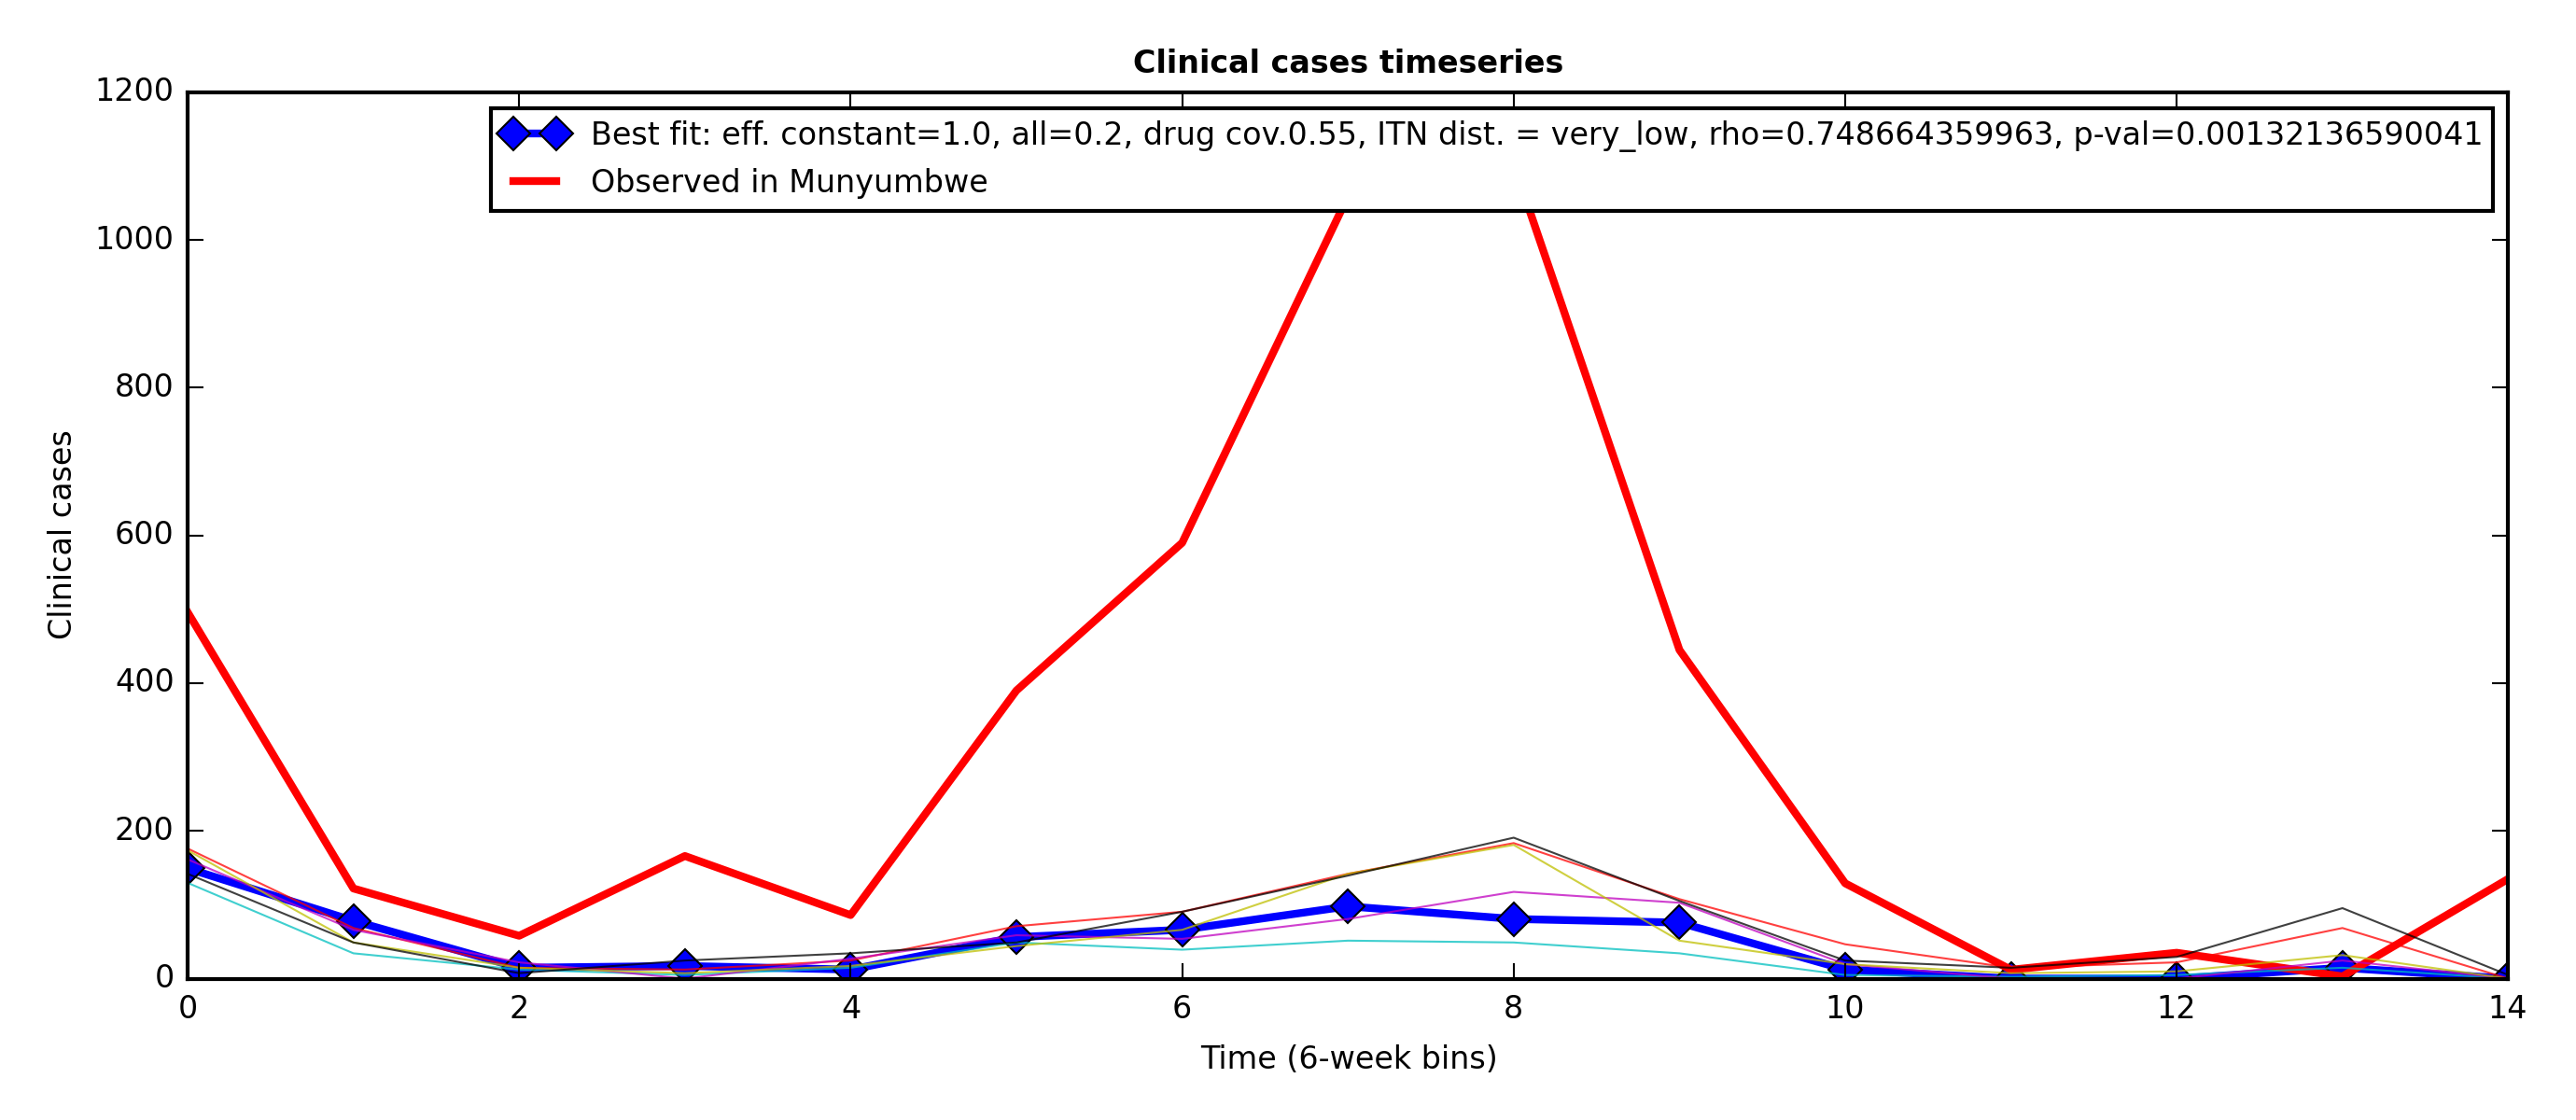 Clinical cases timeseries
1200
1000
800
600
400
200
0
Clinical cases
Best fit: eff. constant=1.0, all=0.2, drug cov.0.55, ITN dist. = very_low, rho=0.748664359963, p-val=0.00132136590041
Observed in Munyumbwe
0 2 4 6 8 10 12 14
Time (6-week bins)